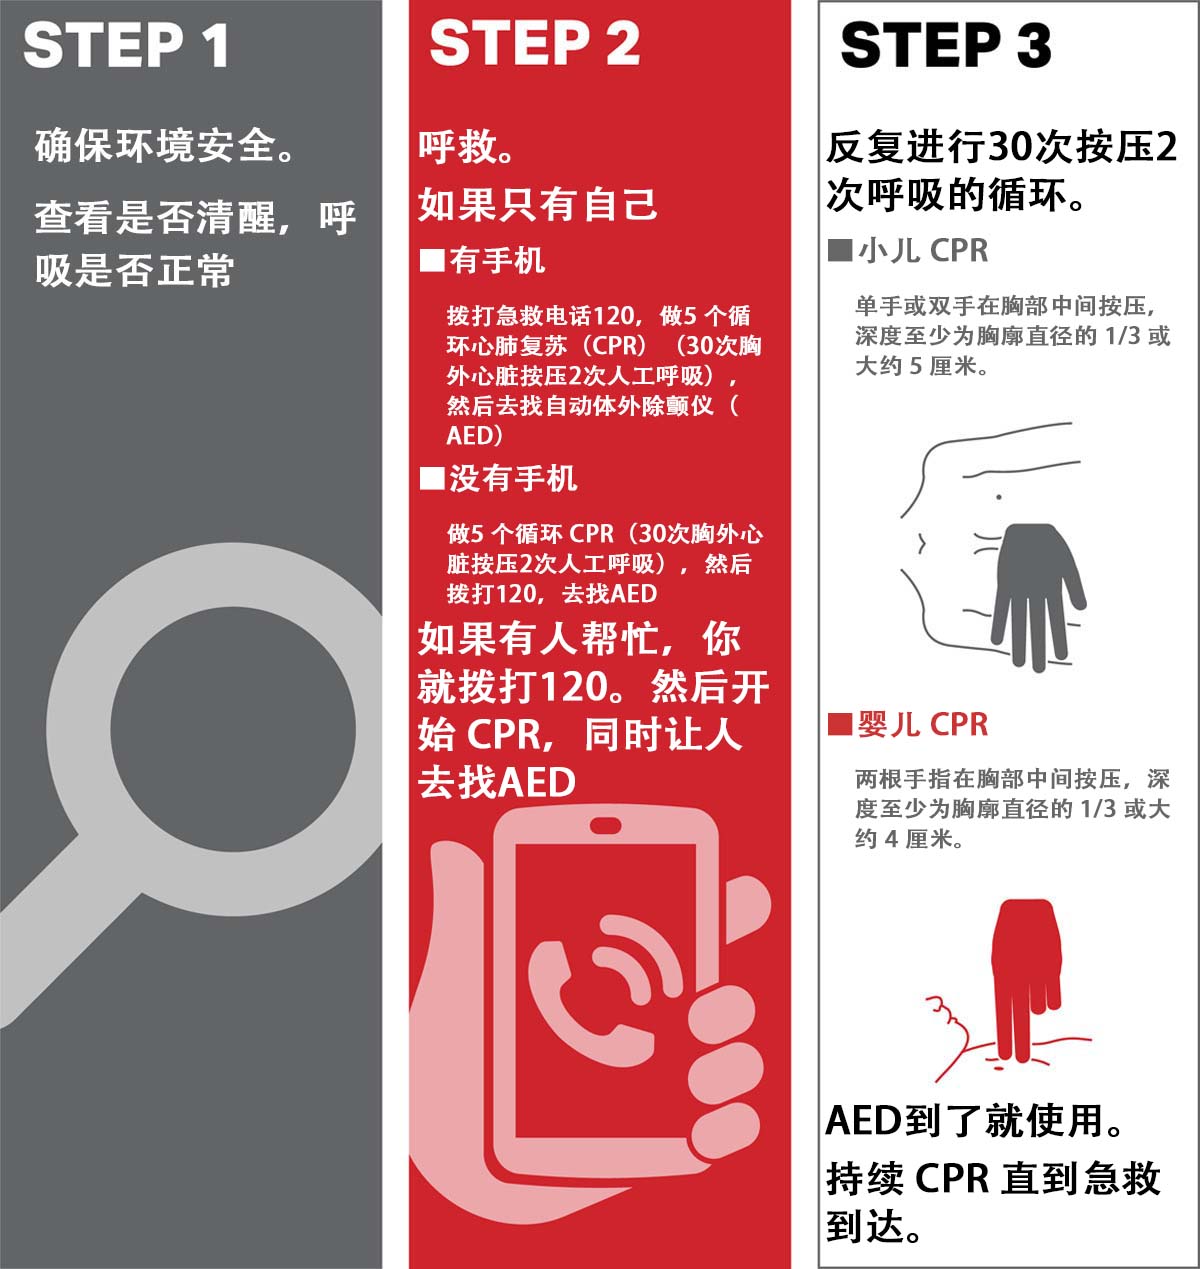 STEP 1
确保环境安全。
查看是否清醒，呼
吸是否正常
STEP 2
呼救。
如果只有自己
■有手机
拨打急救电话120，做5 个循
环心肺复苏（CPR）（30次胸
外心脏按压2次人工呼吸），
然后去找自动体外除颤仪（
AED）
■没有手机
做5 个循环 CPR（30次胸外心
脏按压2次人工呼吸），然后
拨打120，去找AED
如果有人帮忙，你
就拨打120。然后开
始 CPR，同时让人
去找AED
STEP 3
反复进行30次按压2
次呼吸的循环。
■小儿 CPR
单手或双手在胸部中间按压，
深度至少为胸廓直径的 1/3 或
大约 5 厘米。
■婴儿 CPR
两根手指在胸部中间按压，深
度至少为胸廓直径的 1/3 或大
约 4 厘米。
AED到了就使用。
持续 CPR 直到急救
到达。